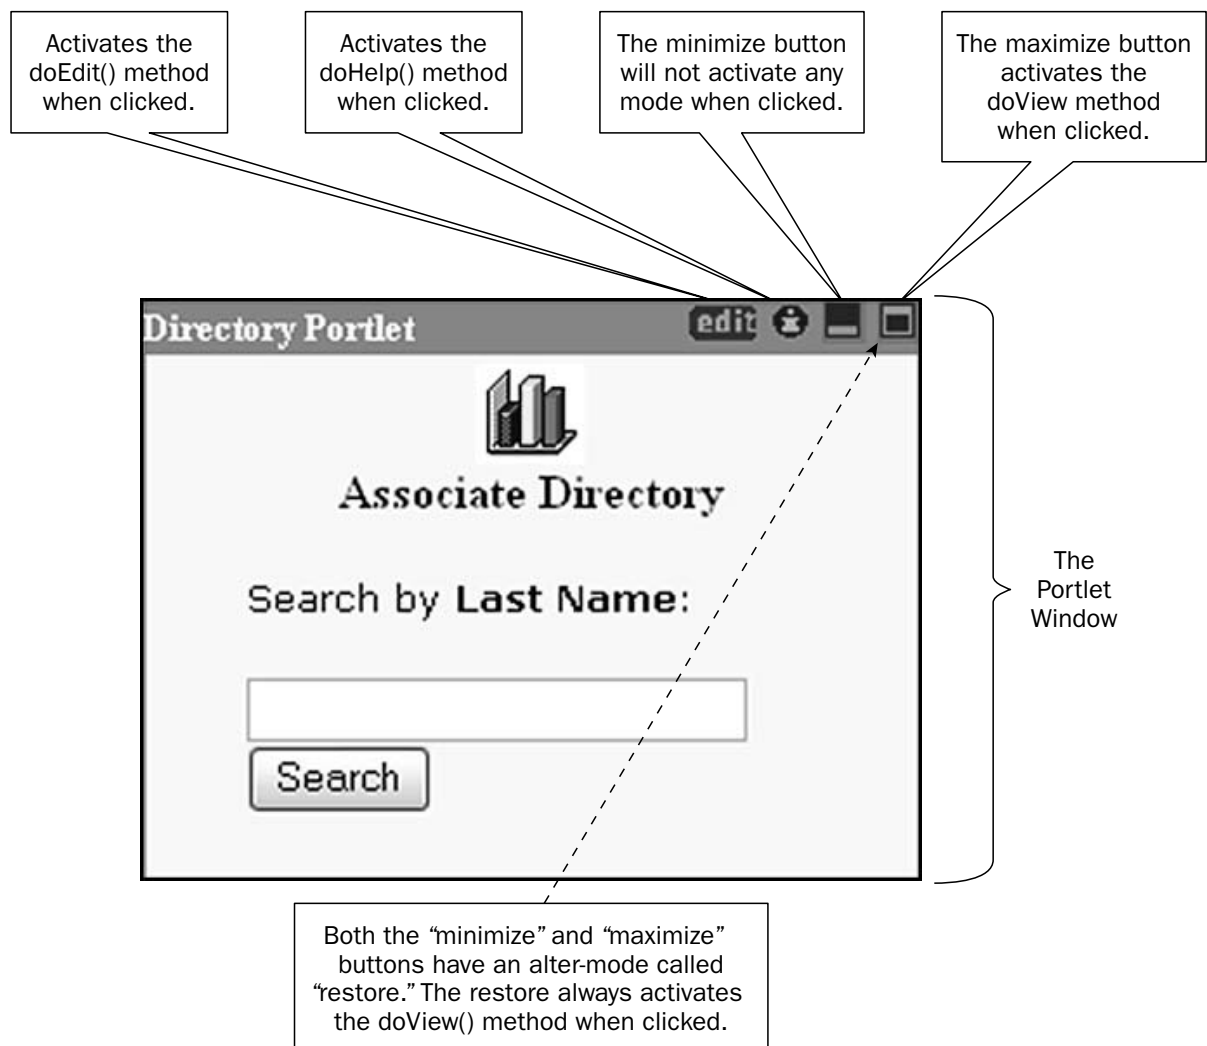 Activates the
doEdit() method
when clicked.
Activates the
doHelp() method
when clicked.
The minimize button
will not activate any
mode when clicked.
The maximize button
activates the
doView method
when clicked.
Directory Portlet
edit
Associate Directory
Search by Last Name:
Search
The
Portlet
Window
Both the “minimize” and “maximize”
buttons have an alter-mode called
“restore.” The restore always activates
the doView() method when clicked.